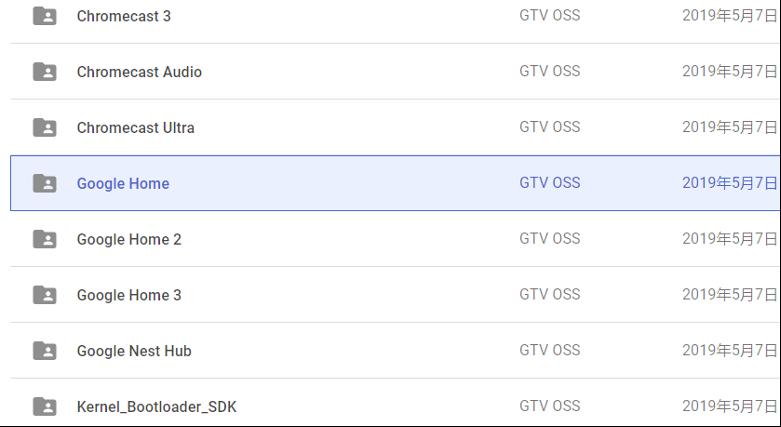 Chromecast 3 GTV OSS 2019年5月7日
Chromecast Audio GTV OSS 2019年5月7日
Chromecast Ultra GTV OSS 2019年5月7日
Google Home GTV OSS 2019年5月7日
Google Home 2 GTV OSS 2019年5月7日
Google Home 3 GTV OSS 2019年5月7日
Google Nest Hub GTV OSS 2019年5月7日
Kernel_Bootloader_SDK GTV OSS 2019年5月7日